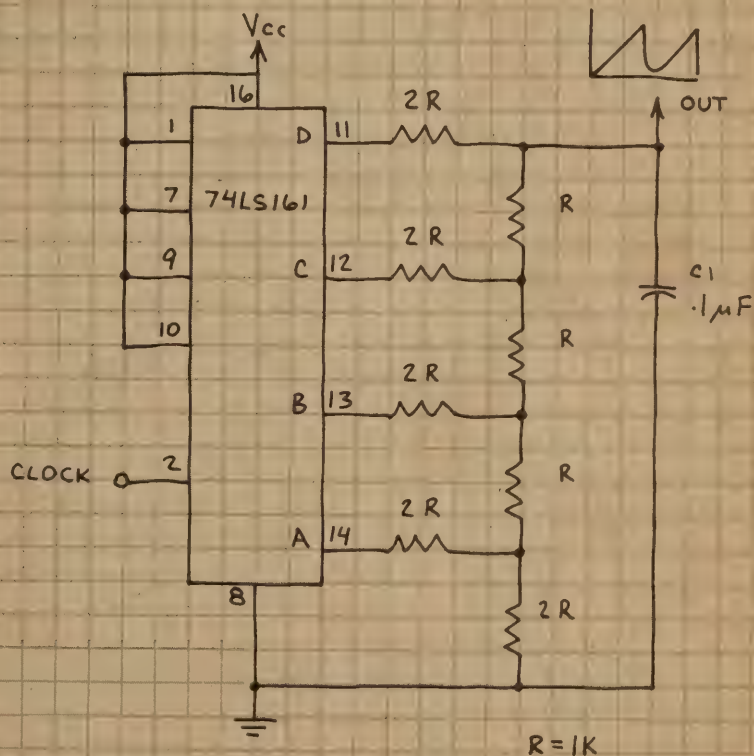 Vcc
16
2R
OUT
1
D
11
7
74LS161
R
2R
9
C
12
C1
.1μF
10
R
2R
B
13
CLOCK
2
R
2R
A
14
8
2R
R=1K